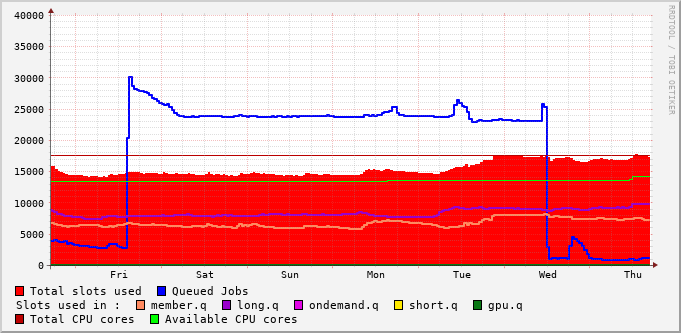 40000
35000
30000
25000
20000
15000
10000
5000
0
Fri Sat Sun Mon Tue Wed Thu
Total slots used Queued Jobs
Slots used in : member.q long.q ondemand.q short.q gpu.q
Total CPU cores Available CPU cores
RRDTOOL / TOBI OETIKER